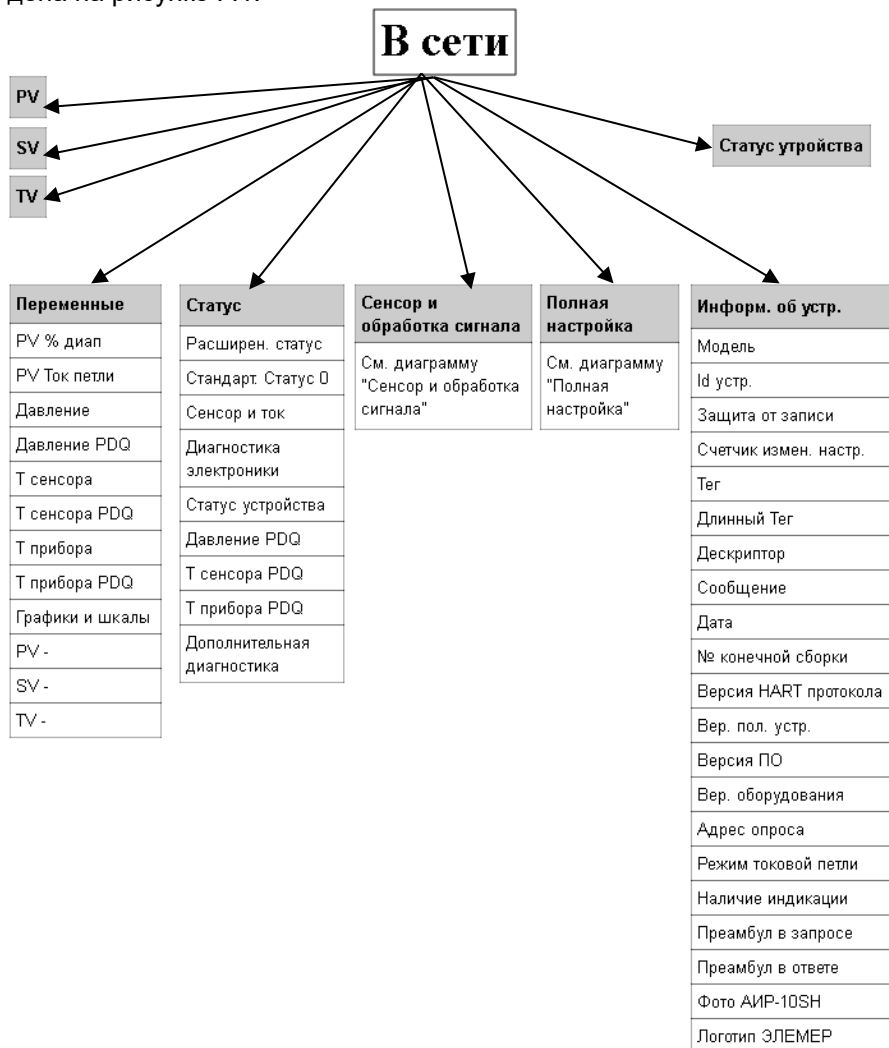 В сети
PV
SV
TV
Статус утройства
Переменные
PV % диап
PV Ток петли
Давление
Давление PDQ
Т сенсора
Т сенсора PDQ
Т прибора
Т прибора PDQ
Графики и шкалы
PV -
SV -
TV -
Статус
Расширен. статус
Стандарт. Статус 0
Сенсор и ток
Диагностика
электроники
Статус устройства
Давление PDQ
Т сенсора PDQ
Т прибора PDQ
Дополнительная
диагностика
Сенсор и
обработка сигнала
См. диаграмму
"Сенсор и обработка
сигнала"
Полная
настройка
См. диаграмму
"Полная
настройка"
Информ. об устр.
Модель
Id устр.
Защита от записи
Счетчик измен. настр.
Тег
Длинный Тег
Дескриптор
Сообщение
Дата
№ конечной сборки
Версия HART протокола
Вер. пол. устр.
Версия ПО
Вер. оборудования
Адрес опроса
Режим токовой петли
Наличие индикации
Преамбул в запросе
Преамбул в ответе
Фото АИР-10SH
Логотип ЭЛЕМЕР